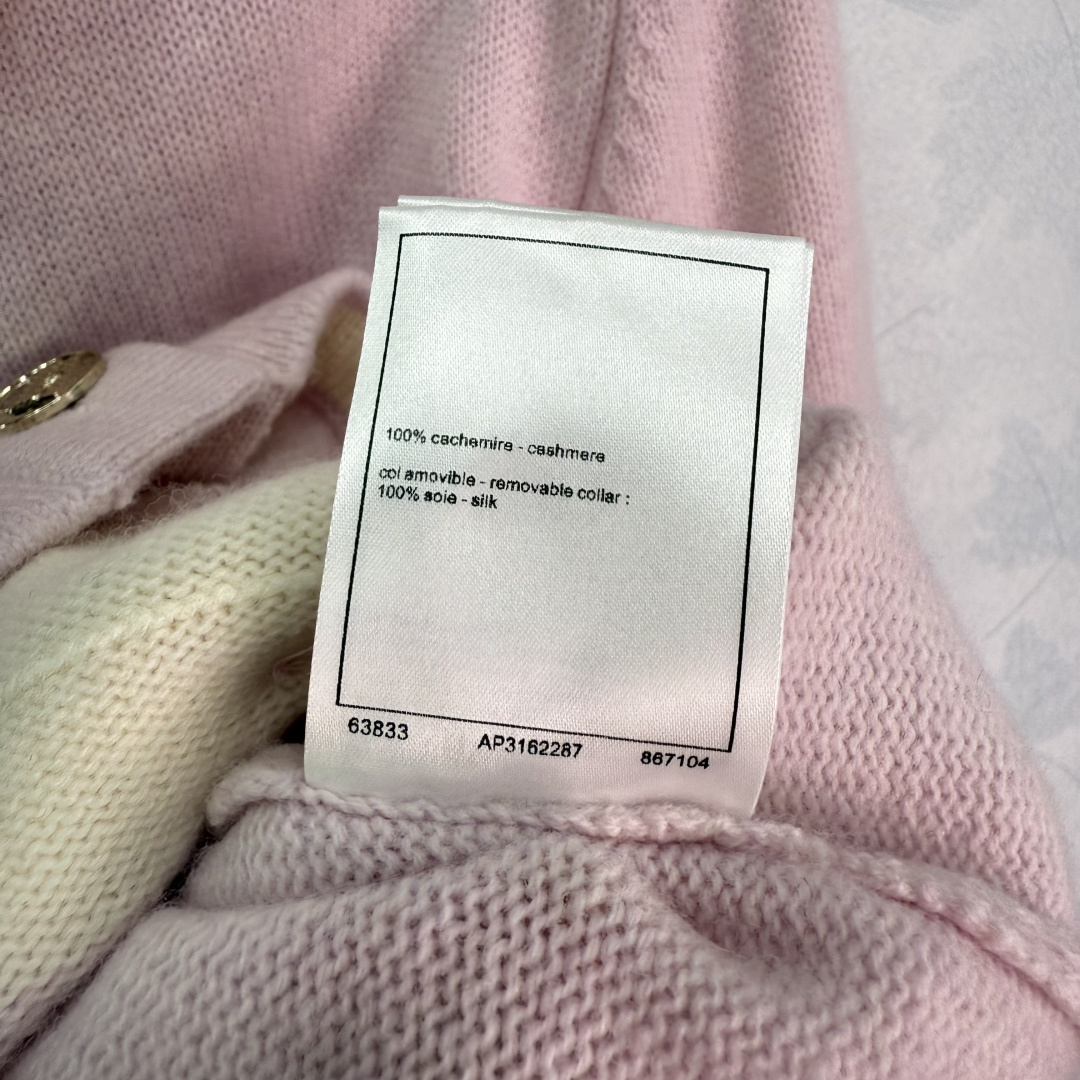 100% cachemire - cashmere
col amovible - removable collar :
100% soie - silk
63833 AP3162287 867104